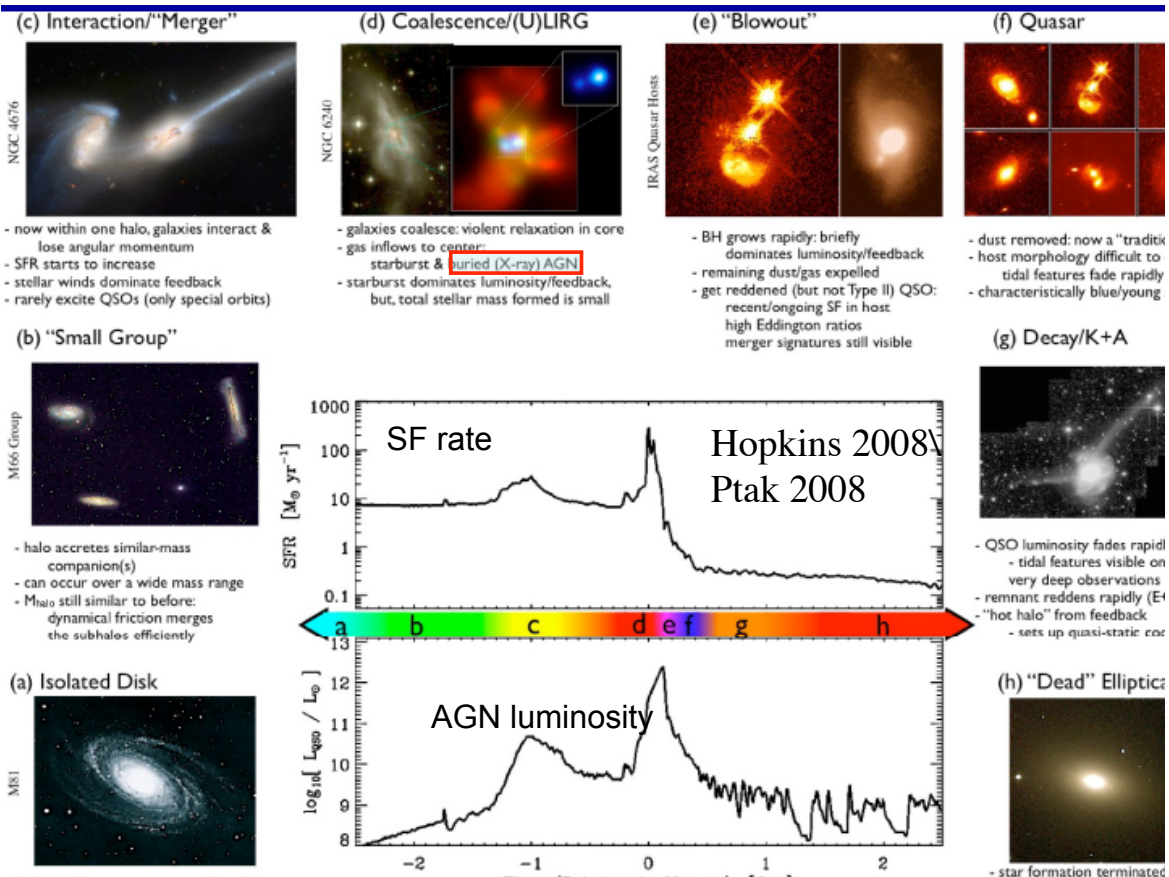 (c) Interaction/“Merger”
NGC 4676
- now within one halo, galaxies interact &
lose angular momentum
- SFR starts to increase
- stellar winds dominate feedback
- rarely excite QSOs (only special orbits)
(d) Coalescence/(U)LIRG
NGC 6240
- galaxies coalesce: violent relaxation in core
- gas inflows to center:
starburst & buried (X-ray) AGN
- starburst dominates luminosity/feedback,
but, total stellar mass formed is small
(e) “Blowout”
IRAS Quasar Hosts
- BH grows rapidly: briefly
dominates luminosity/feedback
- remaining dust/gas expelled
- get reddened (but not Type II) QSO:
recent/ongoing SF in host
high Eddington ratios
merger signatures still visible
(f) Quasar
- dust removed: now a “traditio
- host morphology difficult to
tidal features fade rapidly
- characteristically blue/young
(b) “Small Group”
M66 Group
- halo accretes similar-mass
companion(s)
- can occur over a wide mass range
- Mhalo still similar to before:
dynamical friction merges
the subhalos efficiently
(a) Isolated Disk
M81
SF rate
Hopkins 2008\
Ptak 2008
SFR [M⊙ yr⁻¹]
1000
100
10
1
0.1
a b c d e f g h
AGN luminosity
log₁₀[ LQSO / L⊙ ]
13
12
11
10
9
8
-2 -1 0 1 2
(g) Decay/K+A
- QSO luminosity fades rapidl
- tidal features visible on
very deep observations
- remnant reddens rapidly (E+
- “hot halo” from feedback
- sets up quasi-static coo
(h) “Dead” Elliptica
- star formation terminated